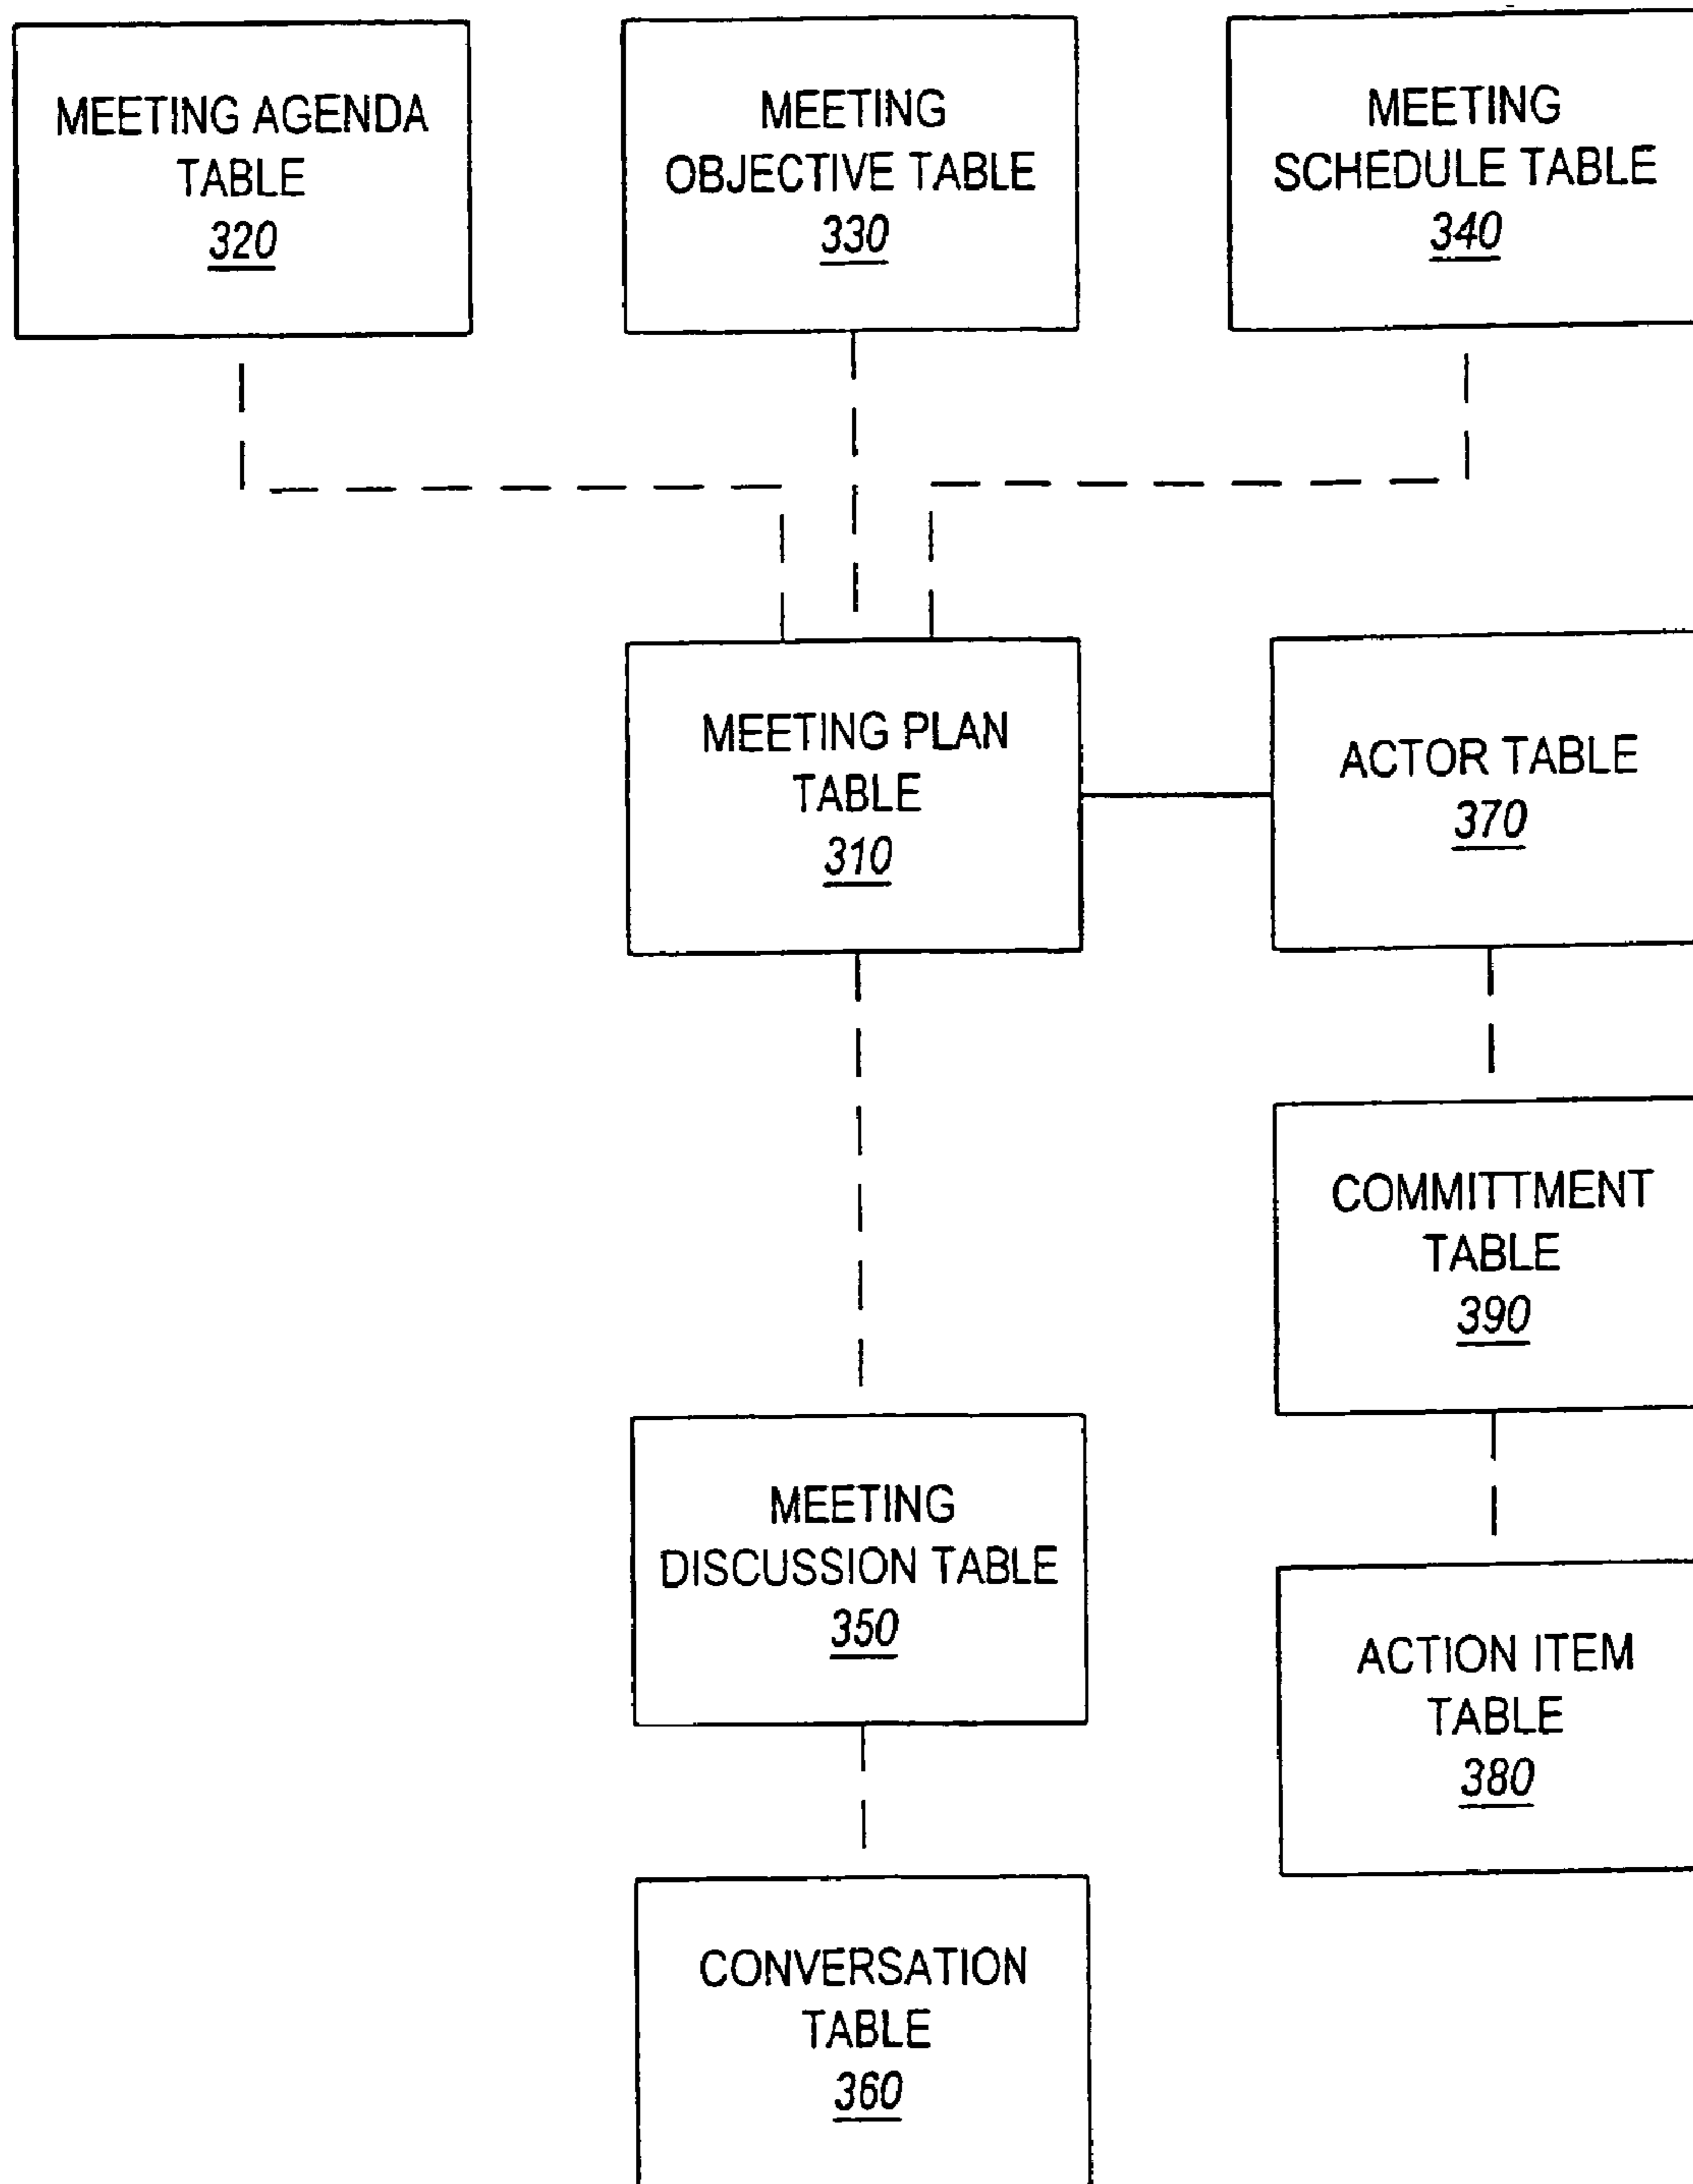 MEETING AGENDA
TABLE
320
MEETING
OBJECTIVE TABLE
330
MEETING
SCHEDULE TABLE
340
MEETING PLAN
TABLE
310
ACTOR TABLE
370
COMMITTMENT
TABLE
390
MEETING
DISCUSSION TABLE
350
ACTION ITEM
TABLE
380
CONVERSATION
TABLE
360